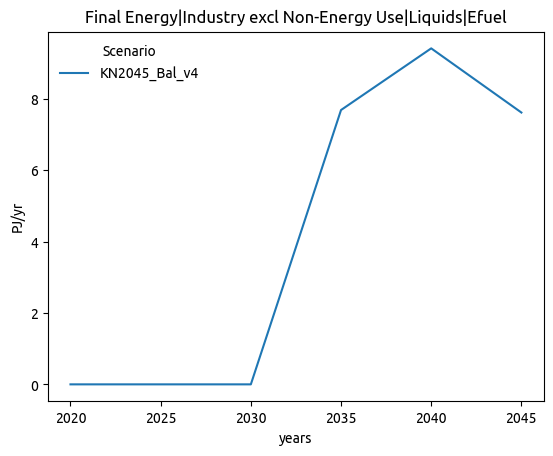 Final Energy|Industry excl Non-Energy Use|Liquids|Efuel
Scenario
KN2045_Bal_v4
8
6
4
2
0
PJ/yr
2020 2025 2030 2035 2040 2045
years